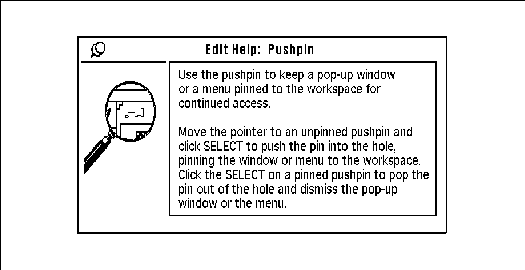 Edit Help: Pushpin
Use the pushpin to keep a pop-up window
or a menu pinned to the workspace for
continued access.
Move the pointer to an unpinned pushpin and
click SELECT to push the pin into the hole,
pinning the window or menu to the workspace.
Click the SELECT on a pinned pushpin to pop the
pin out of the hole and dismiss the pop-up
window or the menu.